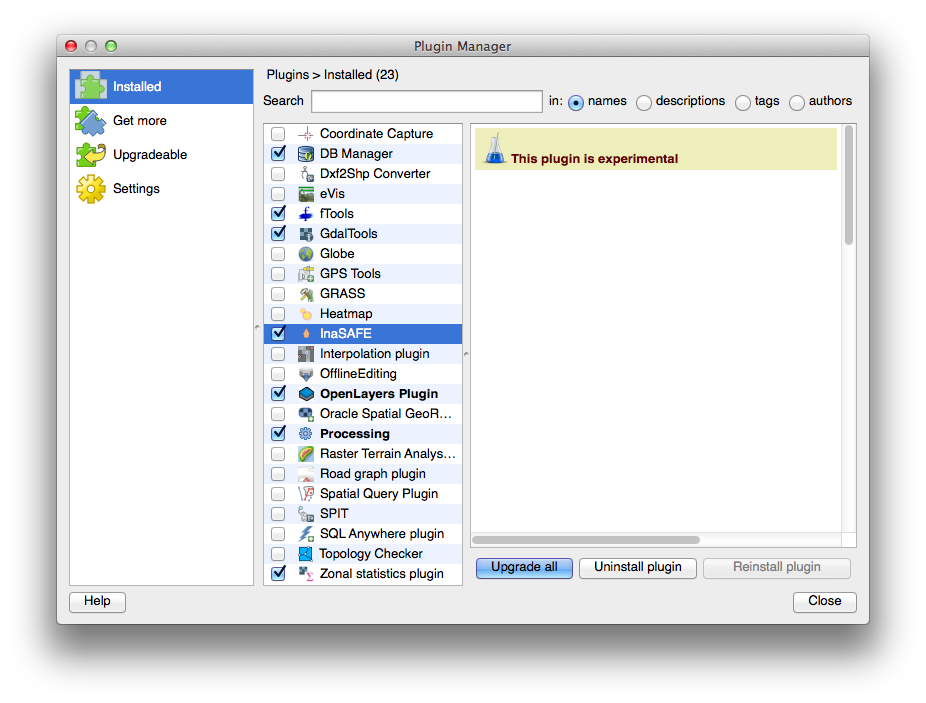 Plugin Manager
Installed
Get more
Upgradeable
Settings
Plugins > Installed (23)
Search in: names descriptions tags authors
Coordinate Capture
DB Manager
Dxf2Shp Converter
eVis
fTools
GdalTools
Globe
GPS Tools
GRASS
Heatmap
InaSAFE
Interpolation plugin
OfflineEditing
OpenLayers Plugin
Oracle Spatial GeoR...
Processing
Raster Terrain Analys...
Road graph plugin
Spatial Query Plugin
SPIT
SQL Anywhere plugin
Topology Checker
Zonal statistics plugin
This plugin is experimental
Upgrade all Uninstall plugin Reinstall plugin
Help Close